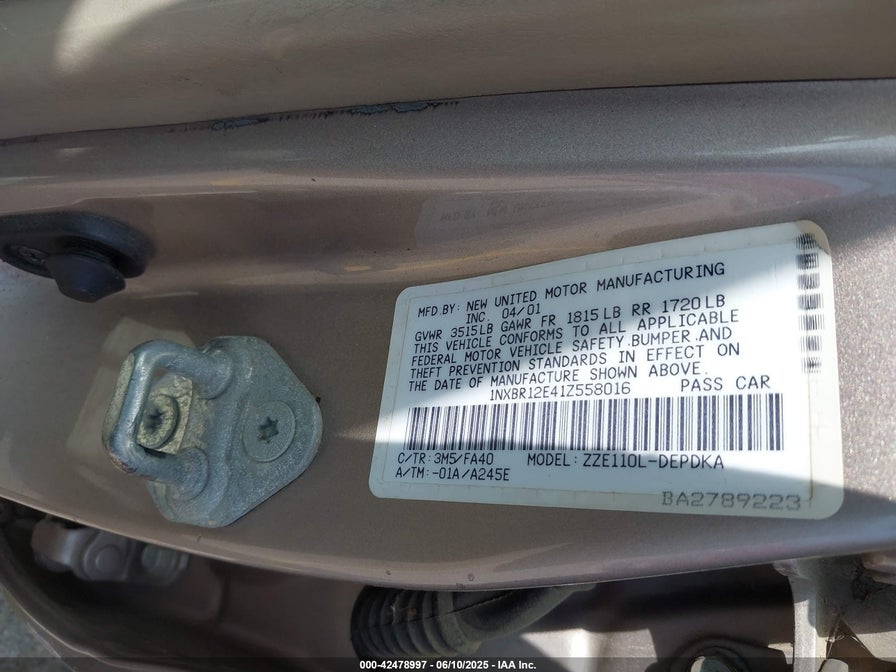 MFD BY: NEW UNITED MOTOR MANUFACTURING
INC. 04/01
GVWR 3515LB GAWR FR 1815LB RR 1720LB
THIS VEHICLE CONFORMS TO ALL APPLICABLE
FEDERAL MOTOR VEHICLE SAFETY, BUMPER, AND
THEFT PREVENTION STANDARDS IN EFFECT ON
THE DATE OF MANUFACTURE SHOWN ABOVE.
1NXBR12E41Z558016 PASS CAR
C/TR: 3M5/FA40 MODEL: ZZE110L-DEPDKA
A/TM: -01A/A245E
BA2789223
000-42478997 - 06/10/2025 - IAA Inc.